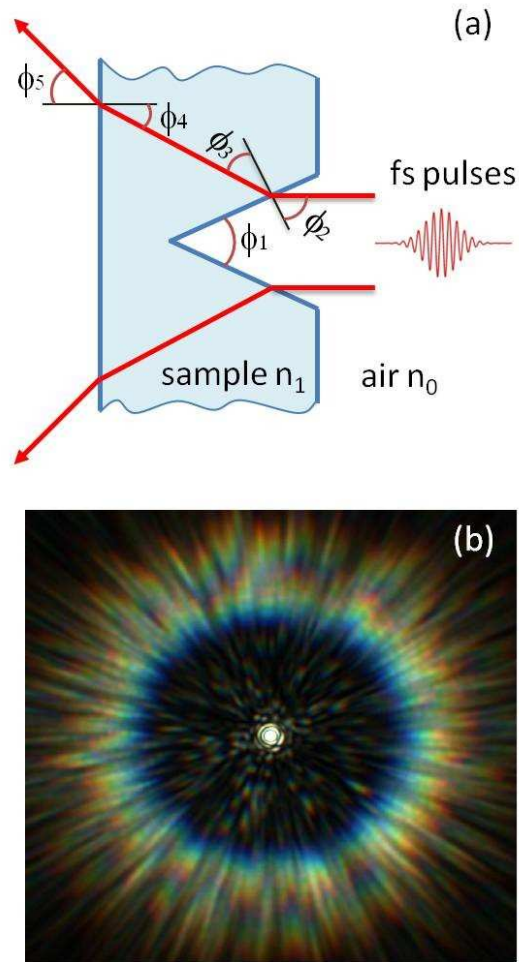 (a)
ϕ5
ϕ4
ϕ3
ϕ2
ϕ1
fs pulses
sample n1
air n0
(b)